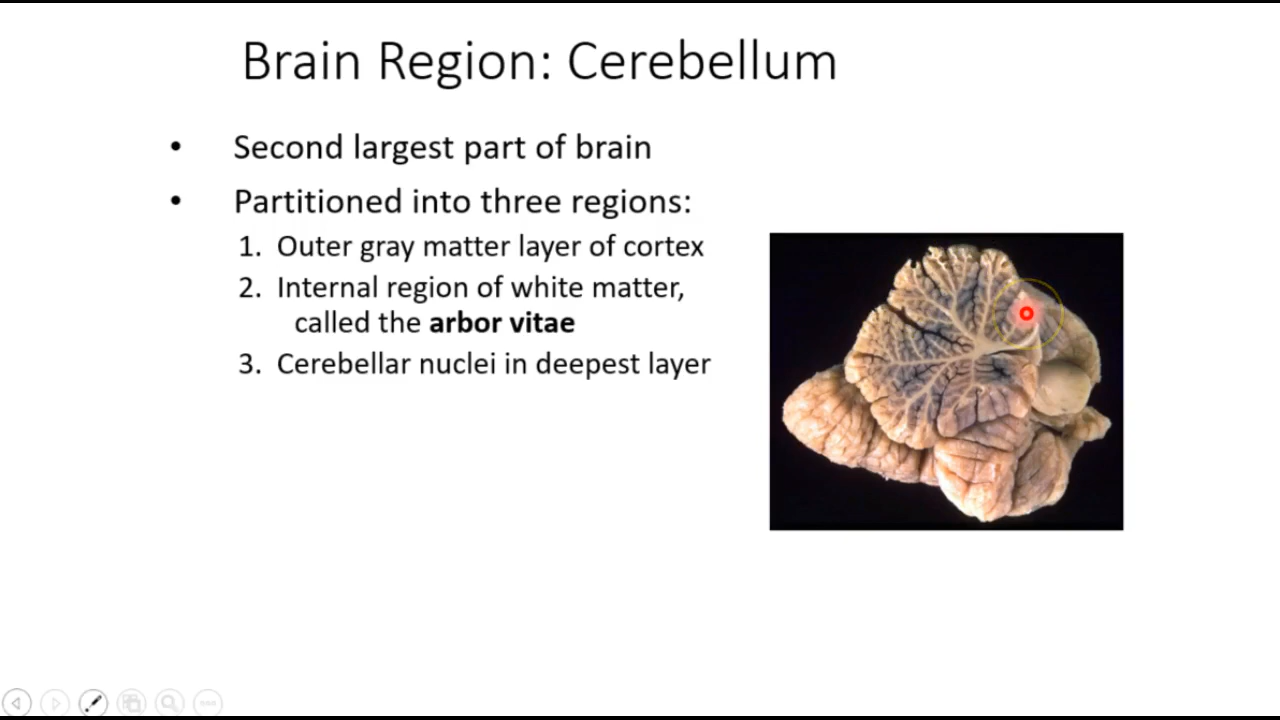 Brain Region: Cerebellum
• Second largest part of brain
• Partitioned into three regions:
1. Outer gray matter layer of cortex
2. Internal region of white matter,
called the arbor vitae
3. Cerebellar nuclei in deepest layer